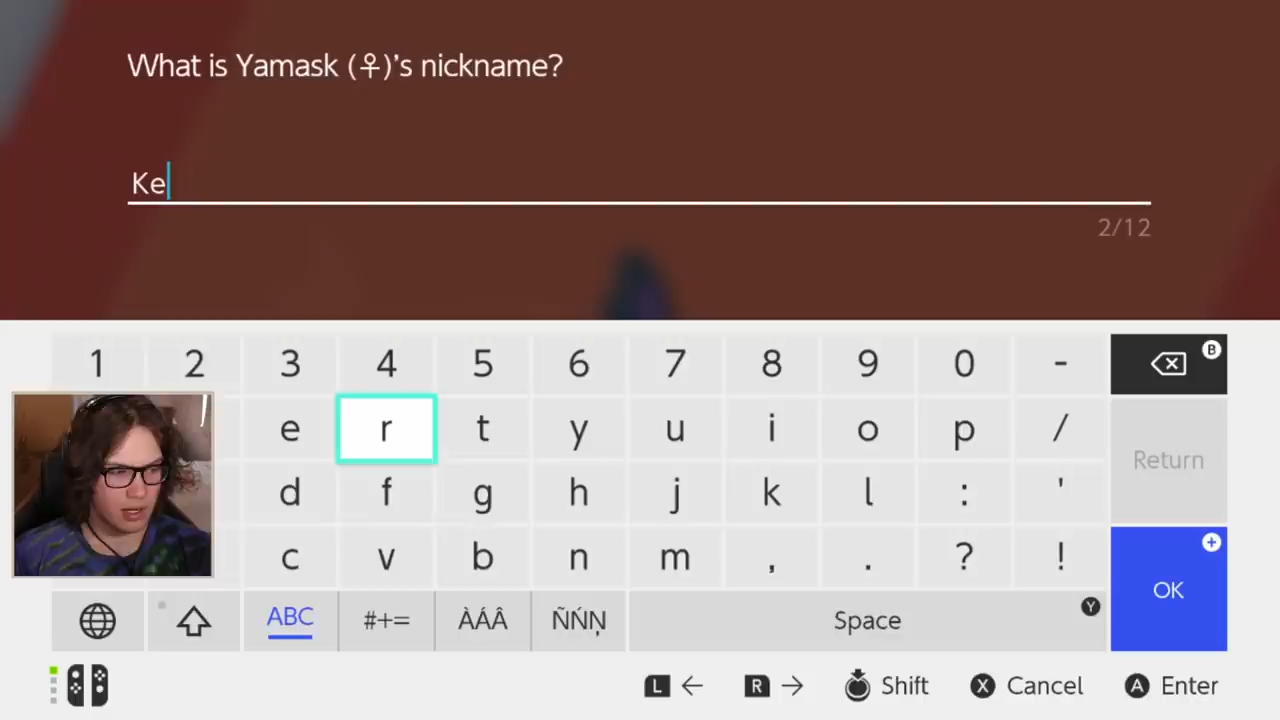 What is Yamask (♀)'s nickname?
Ke
2/12
1 2 3 4 5 6 7 8 9 0 - B
e r t y u i o p / Return
d f g h j k l : '
c v b n m , . ? ! + OK
ABC #+= ÀÁÂ ÑŃŅ Space Y
L ← R → Shift X Cancel A Enter